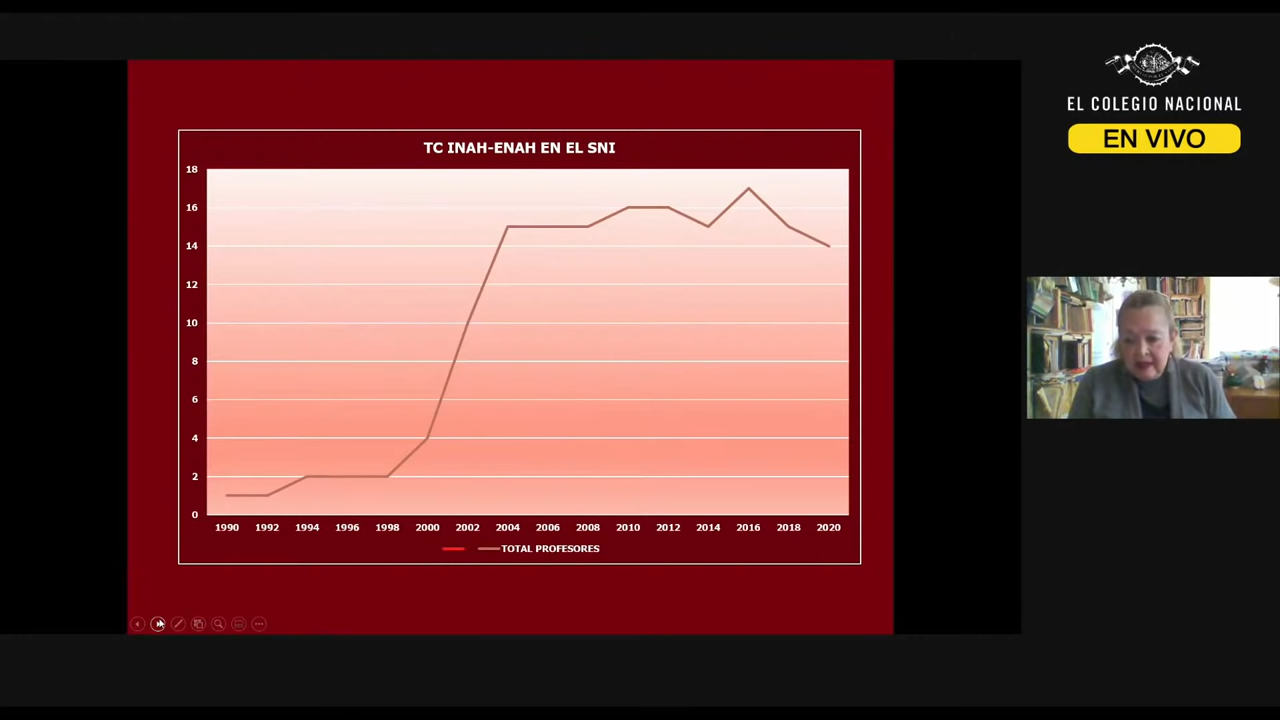 EL COLEGIO NACIONAL
EN VIVO
TC INAH-ENAH EN EL SNI
18
16
14
12
10
8
6
4
2
0
1990 1992 1994 1996 1998 2000 2002 2004 2006 2008 2010 2012 2014 2016 2018 2020
TOTAL PROFESORES